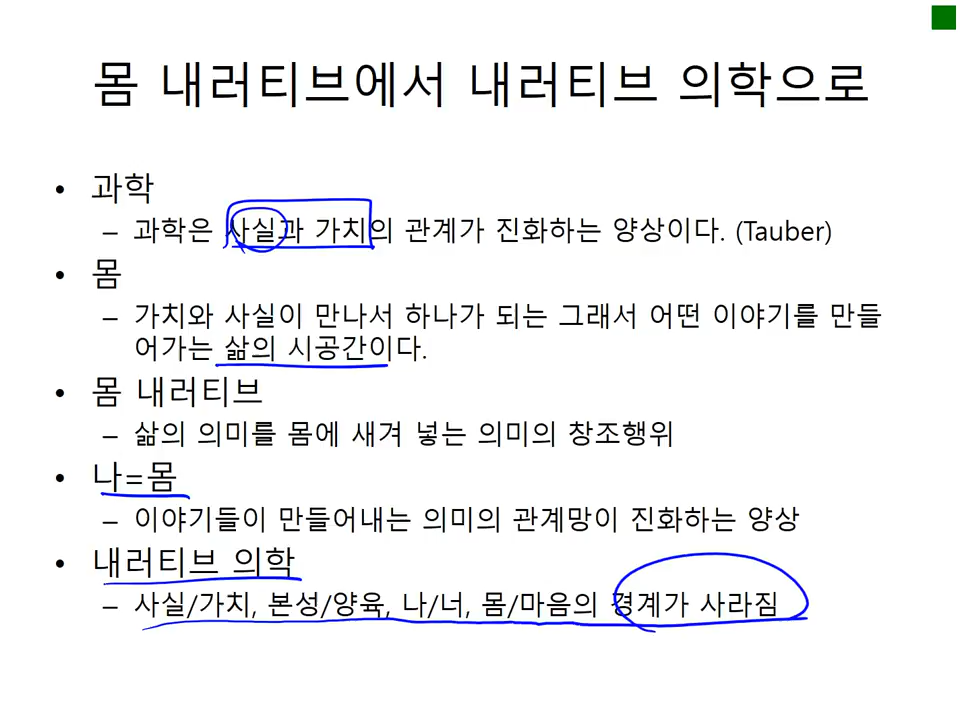 몸 내러티브에서 내러티브 의학으로
• 과학
– 과학은 사실과 가치의 관계가 진화하는 양상이다. (Tauber)
• 몸
– 가치와 사실이 만나서 하나가 되는 그래서 어떤 이야기를 만들
어가는 삶의 시공간이다.
• 몸 내러티브
– 삶의 의미를 몸에 새겨 넣는 의미의 창조행위
• 나=몸
– 이야기들이 만들어내는 의미의 관계망이 진화하는 양상
• 내러티브 의학
– 사실/가치, 본성/양육, 나/너, 몸/마음의 경계가 사라짐